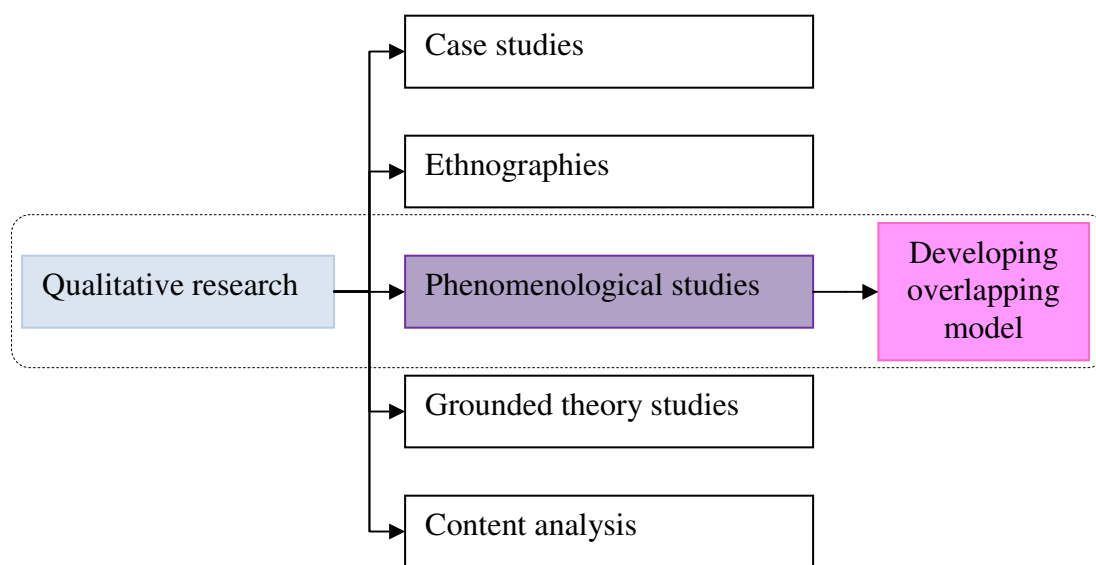 Case studies
Ethnographies
Qualitative research
Phenomenological studies
Developing
overlapping
model
Grounded theory studies
Content analysis